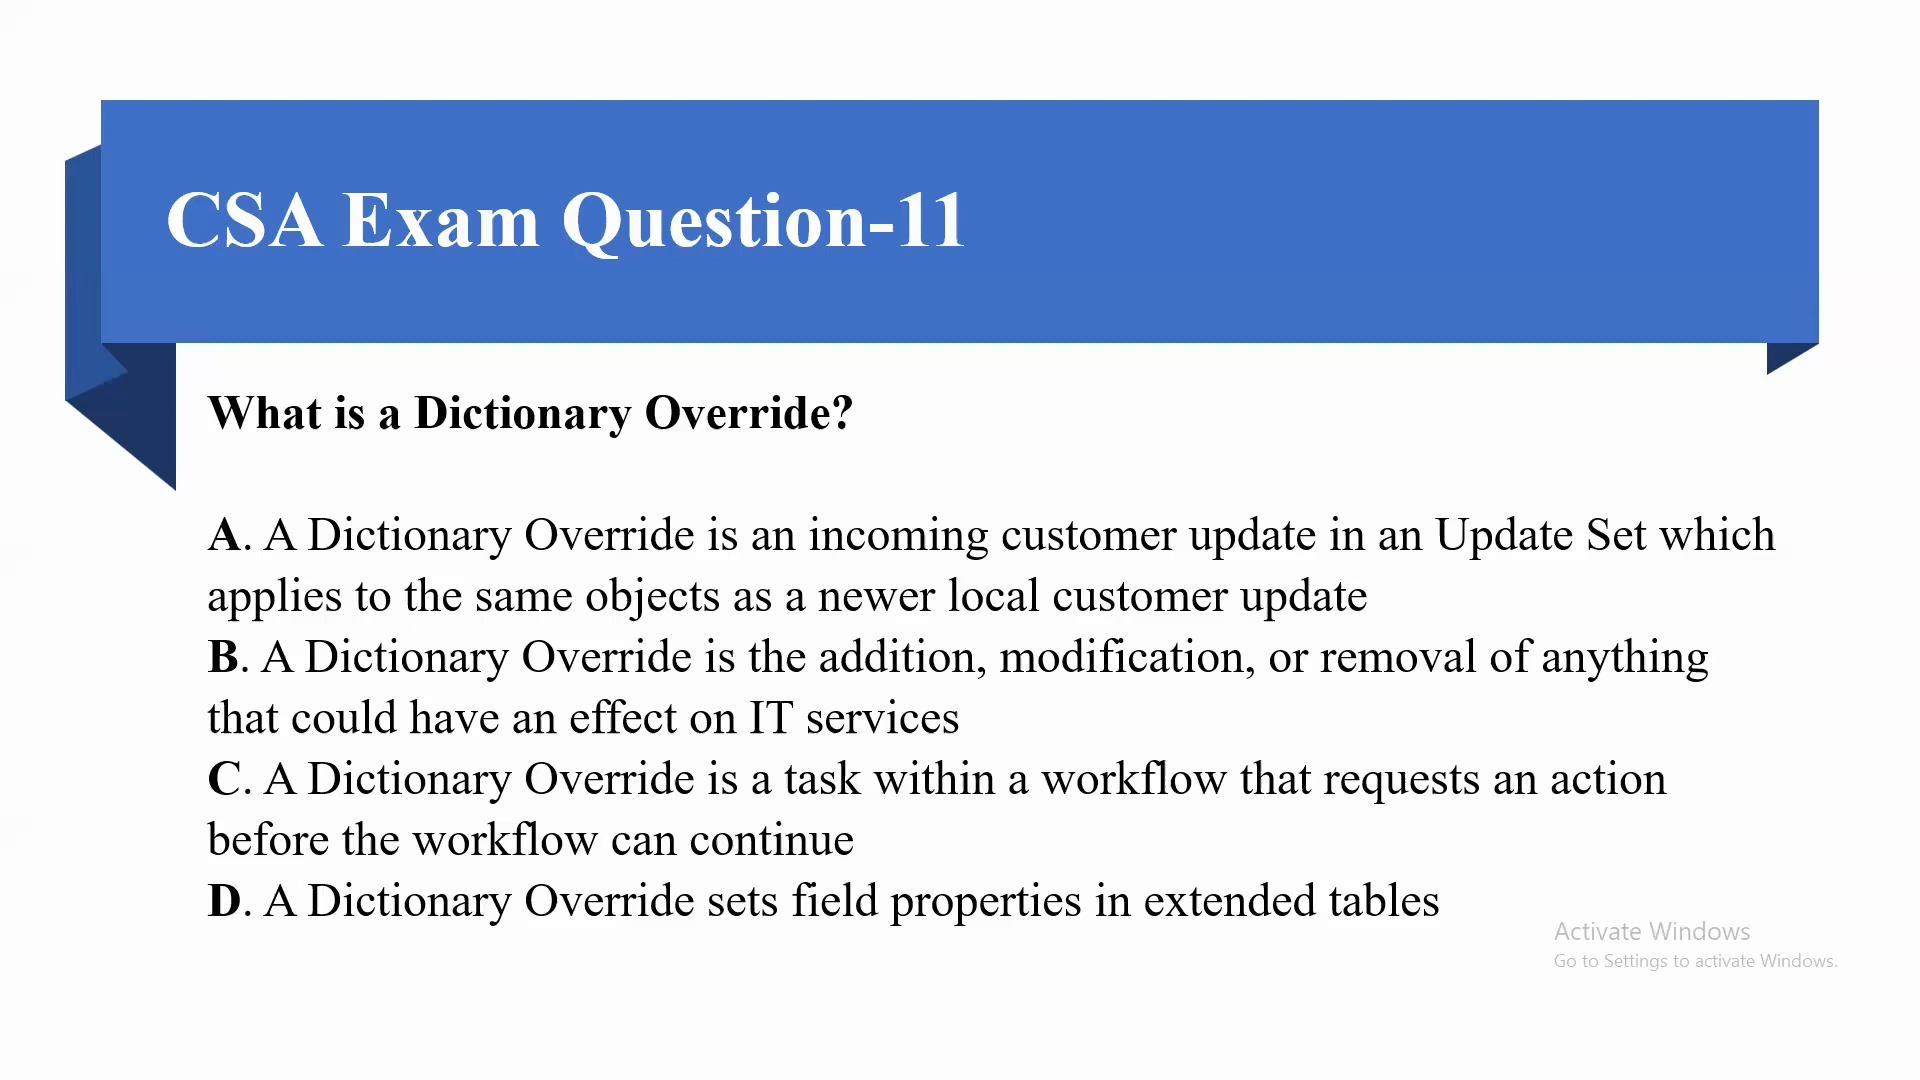 CSA Exam Question-11
What is a Dictionary Override?
A. A Dictionary Override is an incoming customer update in an Update Set which
applies to the same objects as a newer local customer update
B. A Dictionary Override is the addition, modification, or removal of anything
that could have an effect on IT services
C. A Dictionary Override is a task within a workflow that requests an action
before the workflow can continue
D. A Dictionary Override sets field properties in extended tables
Activate Windows
Go to Settings to activate Windows.